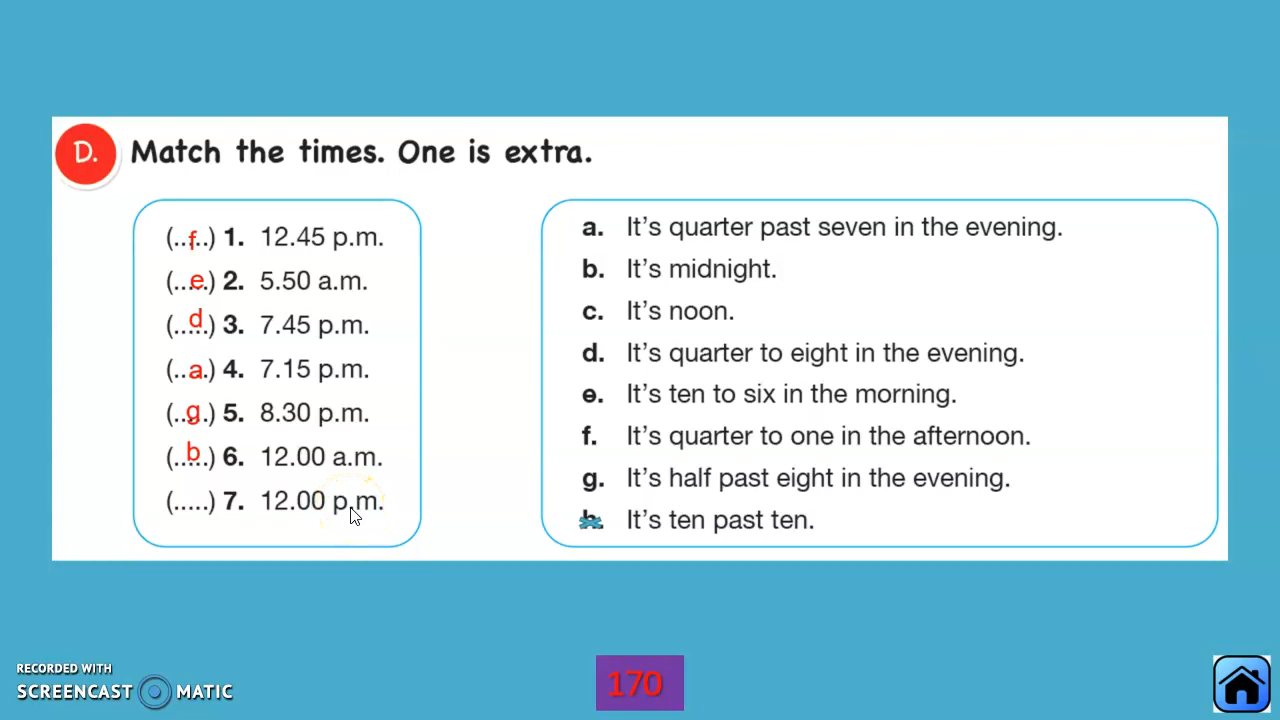 D. Match the times. One is extra.
(..f..) 1. 12.45 p.m.
(...e.) 2. 5.50 a.m.
(..d..) 3. 7.45 p.m.
(..a.) 4. 7.15 p.m.
(..g.) 5. 8.30 p.m.
(..b..) 6. 12.00 a.m.
(.....) 7. 12.00 p.m.
a. It's quarter past seven in the evening.
b. It's midnight.
c. It's noon.
d. It's quarter to eight in the evening.
e. It's ten to six in the morning.
f. It's quarter to one in the afternoon.
g. It's half past eight in the evening.
h. It's ten past ten.
RECORDED WITH
SCREENCAST MATIC
170